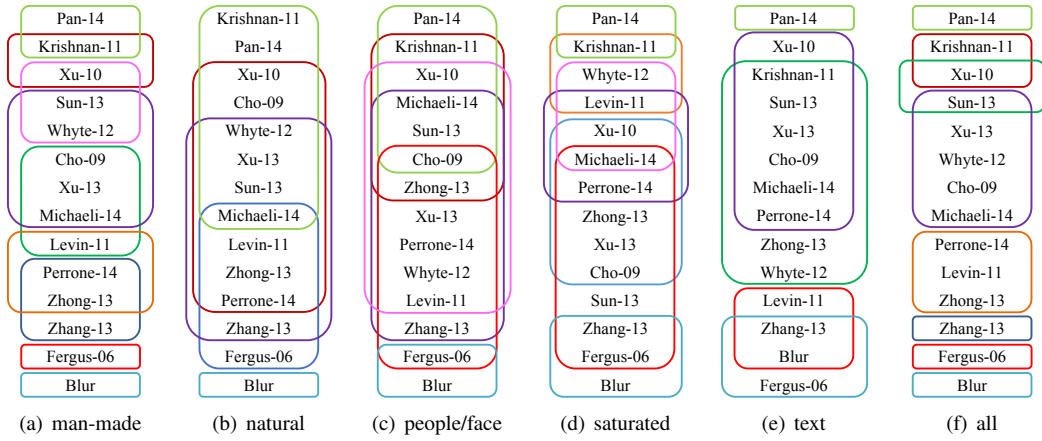 Pan-14
Krishnan-11
Xu-10
Sun-13
Whyte-12
Cho-09
Xu-13
Michaeli-14
Levin-11
Perrone-14
Zhong-13
Zhang-13
Fergus-06
Blur
(a) man-made
Krishnan-11
Pan-14
Xu-10
Cho-09
Whyte-12
Xu-13
Sun-13
Michaeli-14
Levin-11
Zhong-13
Perrone-14
Zhang-13
Fergus-06
Blur
(b) natural
Pan-14
Krishnan-11
Xu-10
Michaeli-14
Sun-13
Cho-09
Zhong-13
Xu-13
Perrone-14
Whyte-12
Levin-11
Zhang-13
Fergus-06
Blur
(c) people/face
Pan-14
Krishnan-11
Whyte-12
Levin-11
Xu-10
Michaeli-14
Perrone-14
Zhong-13
Xu-13
Cho-09
Sun-13
Zhang-13
Fergus-06
Blur
(d) saturated
Pan-14
Xu-10
Krishnan-11
Sun-13
Xu-13
Cho-09
Michaeli-14
Perrone-14
Zhong-13
Whyte-12
Levin-11
Zhang-13
Blur
Fergus-06
(e) text
Pan-14
Krishnan-11
Xu-10
Sun-13
Xu-13
Whyte-12
Cho-09
Michaeli-14
Perrone-14
Levin-11
Zhong-13
Zhang-13
Fergus-06
Blur
(f) all